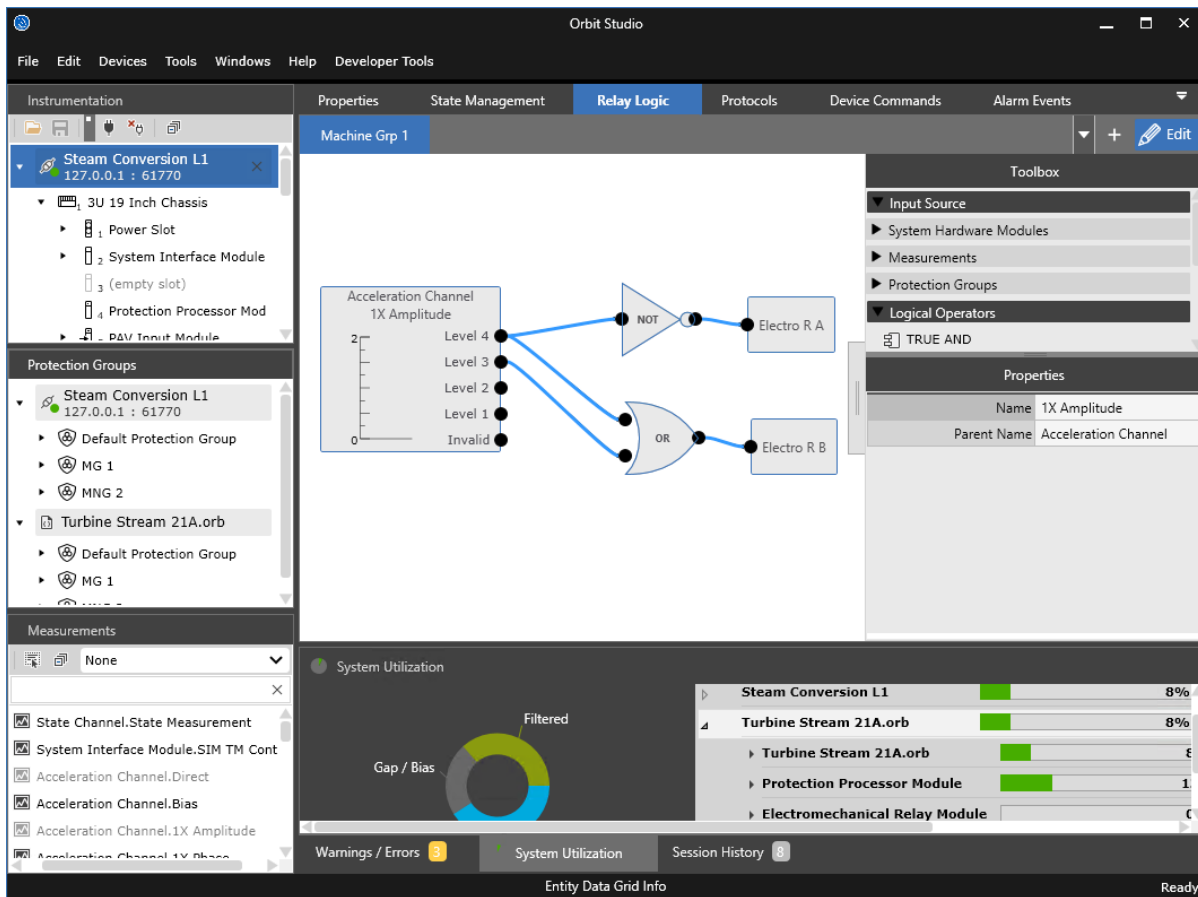 Orbit Studio
File Edit Devices Tools Windows Help Developer Tools
Instrumentation
Steam Conversion L1
127.0.0.1 : 61770
1 3U 19 Inch Chassis
1 Power Slot
2 System Interface Module
3 (empty slot)
4 Protection Processor Mod
PAV Input Module
Protection Groups
Steam Conversion L1
127.0.0.1 : 61770
Default Protection Group
MG 1
MNG 2
Turbine Stream 21A.orb
Default Protection Group
MG 1
Measurements
None
State Channel.State Measurement
System Interface Module.SIM TM Cont
Acceleration Channel.Direct
Acceleration Channel.Bias
Acceleration Channel.1X Amplitude
Acceleration Channel.1X Phase
Properties State Management Relay Logic Protocols Device Commands Alarm Events
Machine Grp 1
Edit
Acceleration Channel
1X Amplitude
2
0
Level 4
Level 3
Level 2
Level 1
Invalid
NOT
Electro R A
OR
Electro R B
Toolbox
Input Source
System Hardware Modules
Measurements
Protection Groups
Logical Operators
TRUE AND
Properties
Name 1X Amplitude
Parent Name Acceleration Channel
System Utilization
Filtered
Gap / Bias
Steam Conversion L1 8%
Turbine Stream 21A.orb 8%
Turbine Stream 21A.orb
Protection Processor Module
Electromechanical Relay Module
Warnings / Errors 3 System Utilization Session History 8
Entity Data Grid Info
Ready